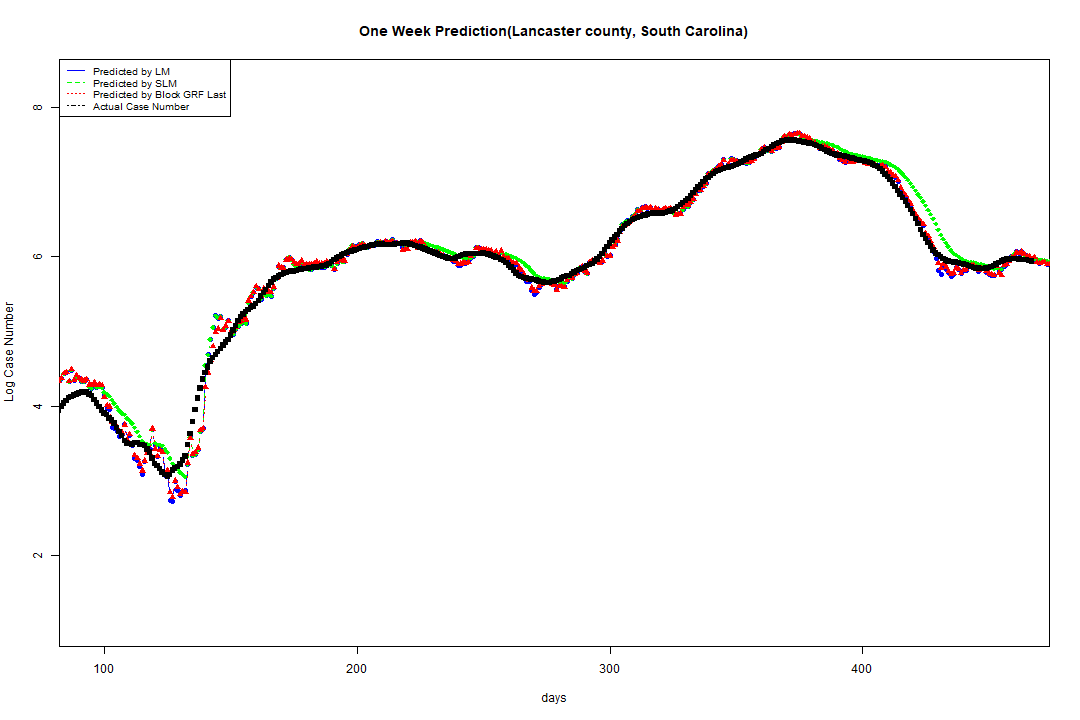 One Week Prediction(Lancaster county, South Carolina)
Predicted by LM
Predicted by SLM
Predicted by Block GRF Last
Actual Case Number
8
6
4
2
Log Case Number
100 200 300 400
days